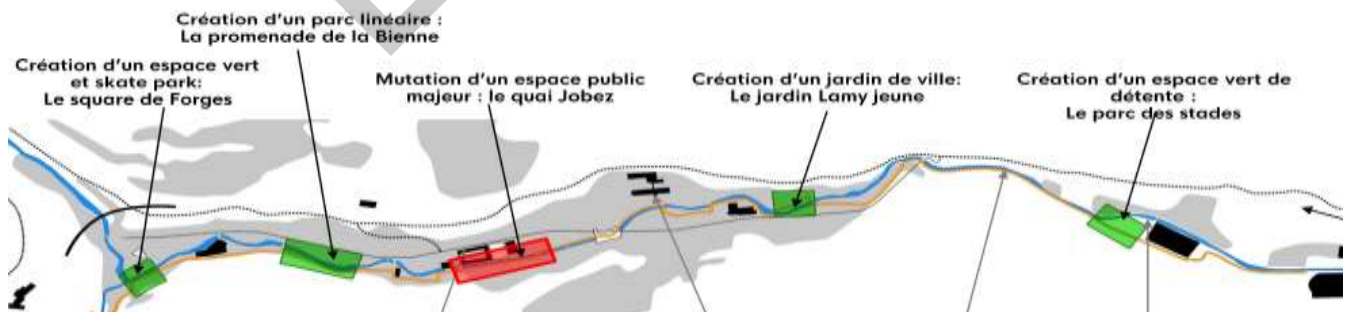 Création d'un parc linéaire :
La promenade de la Bienne
Création d'un espace vert
et skate park:
Le square de Forges
Mutation d'un espace public
majeur : le quai Jobez
Création d'un jardin de ville:
Le jardin Lamy jeune
Création d'un espace vert de
détente :
Le parc des stades